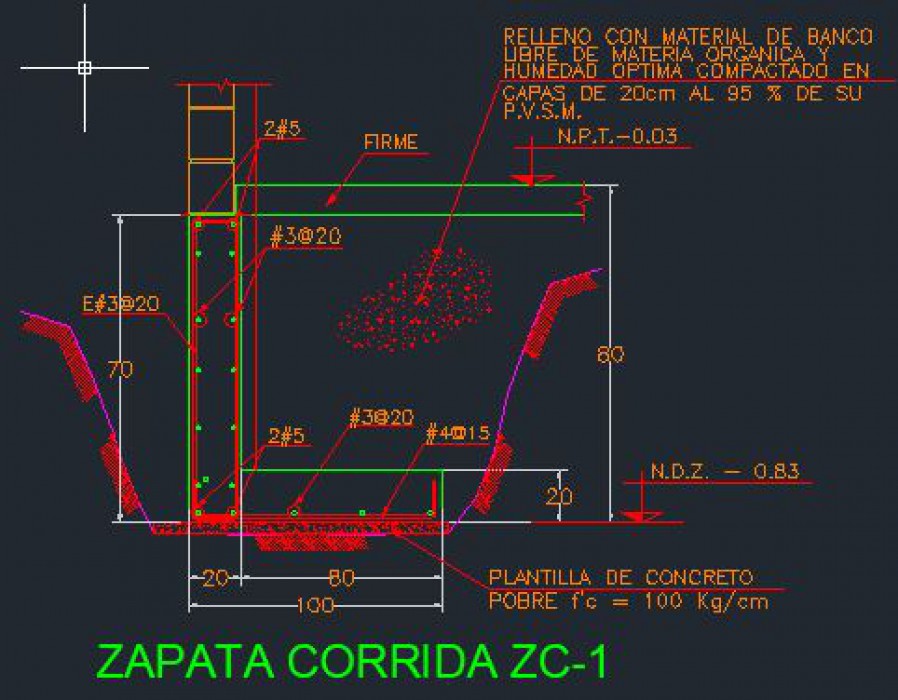 RELLENO CON MATERIAL DE BANCO
LIBRE DE MATERIA ORGANICA Y
HUMEDAD OPTIMA COMPACTADO EN
CAPAS DE 20cm AL 95 % DE SU
P.V.S.M.
2#5
FIRME
N.P.T.-0.03
#3@20
E#3@20
70
80
#3@20
2#5
#4@15
N.D.Z. - 0.83
20
20
80
100
PLANTILLA DE CONCRETO
POBRE f'c = 100 Kg/cm
ZAPATA CORRIDA ZC-1